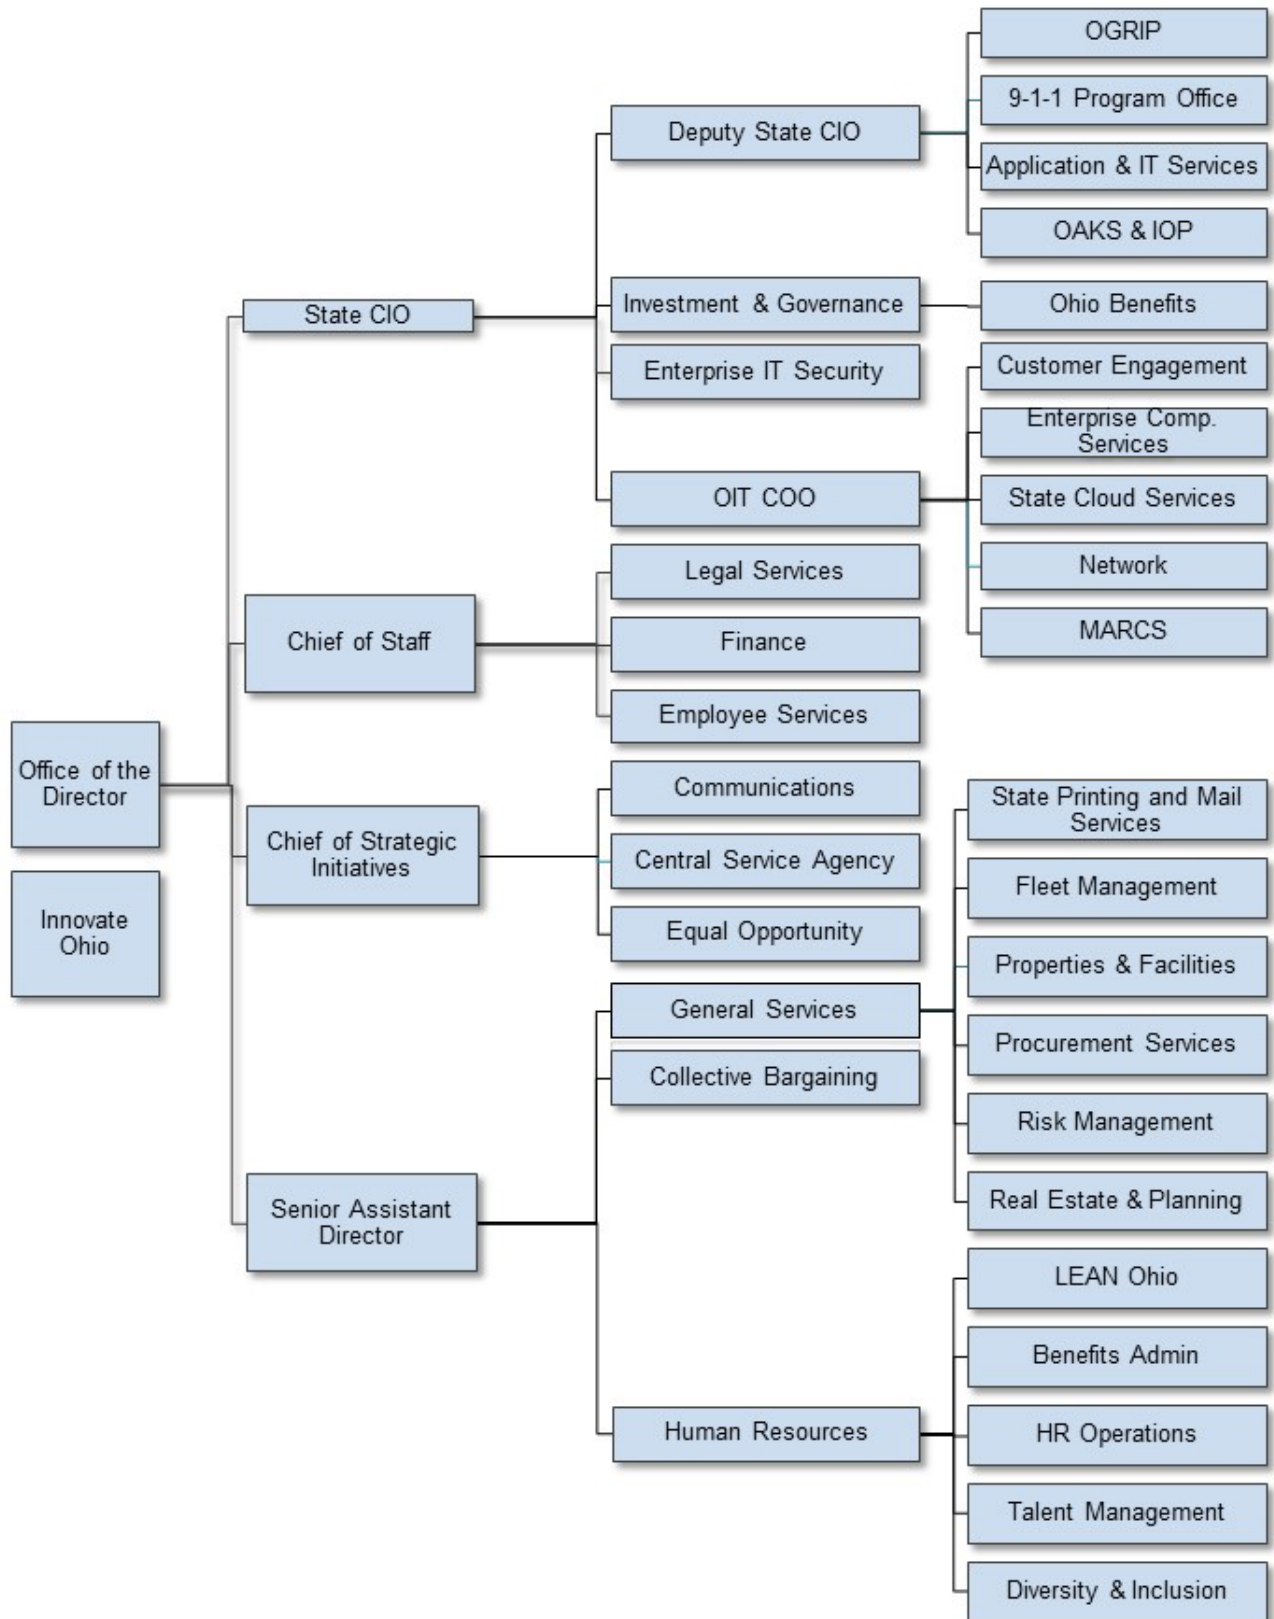 OGRIP
9-1-1 Program Office
Deputy State CIO
Application & IT Services
OAKS & IOP
State CIO
Investment & Governance
Ohio Benefits
Enterprise IT Security
Customer Engagement
Enterprise Comp.
Services
OIT COO
State Cloud Services
Legal Services
Network
Chief of Staff
Finance
MARCS
Employee Services
Office of the
Director
Communications
State Printing and Mail
Services
Chief of Strategic
Initiatives
Central Service Agency
Fleet Management
Innovate
Ohio
Equal Opportunity
Properties & Facilities
General Services
Procurement Services
Collective Bargaining
Risk Management
Senior Assistant
Director
Real Estate & Planning
LEAN Ohio
Benefits Admin
Human Resources
HR Operations
Talent Management
Diversity & Inclusion